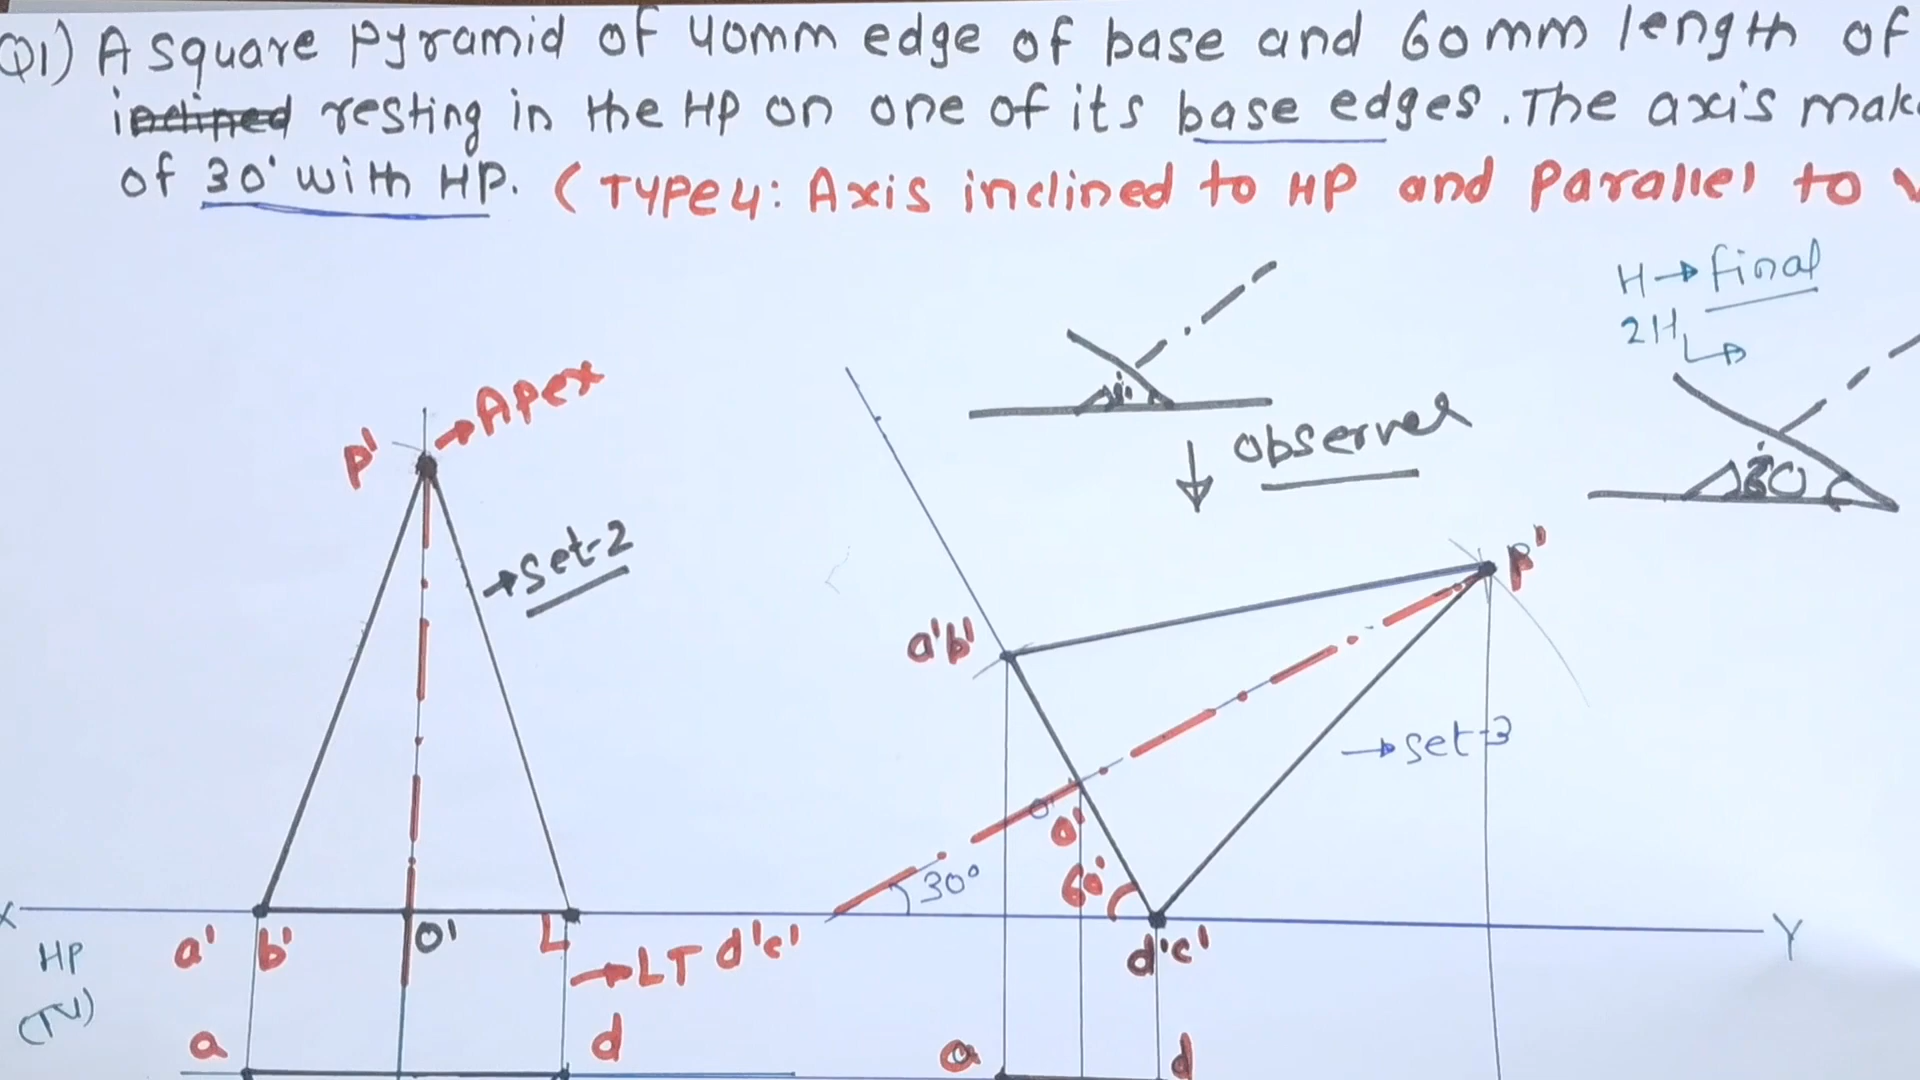 Q1) A square pyramid of 40mm edge of base and 60mm length of
inclined resting in the HP on one of its base edges. The axis mak
of 30° with HP. (TYPE4: Axis inclined to HP and Parallel to V
H→ final
2H
P' → Apex
observer
30
P'
→ set-2
a'b'
→ set-3
O'
O'
30°
60°
X
Y
a' b' O' L → LT d'c' d'c'
HP
(TV)
a d a d